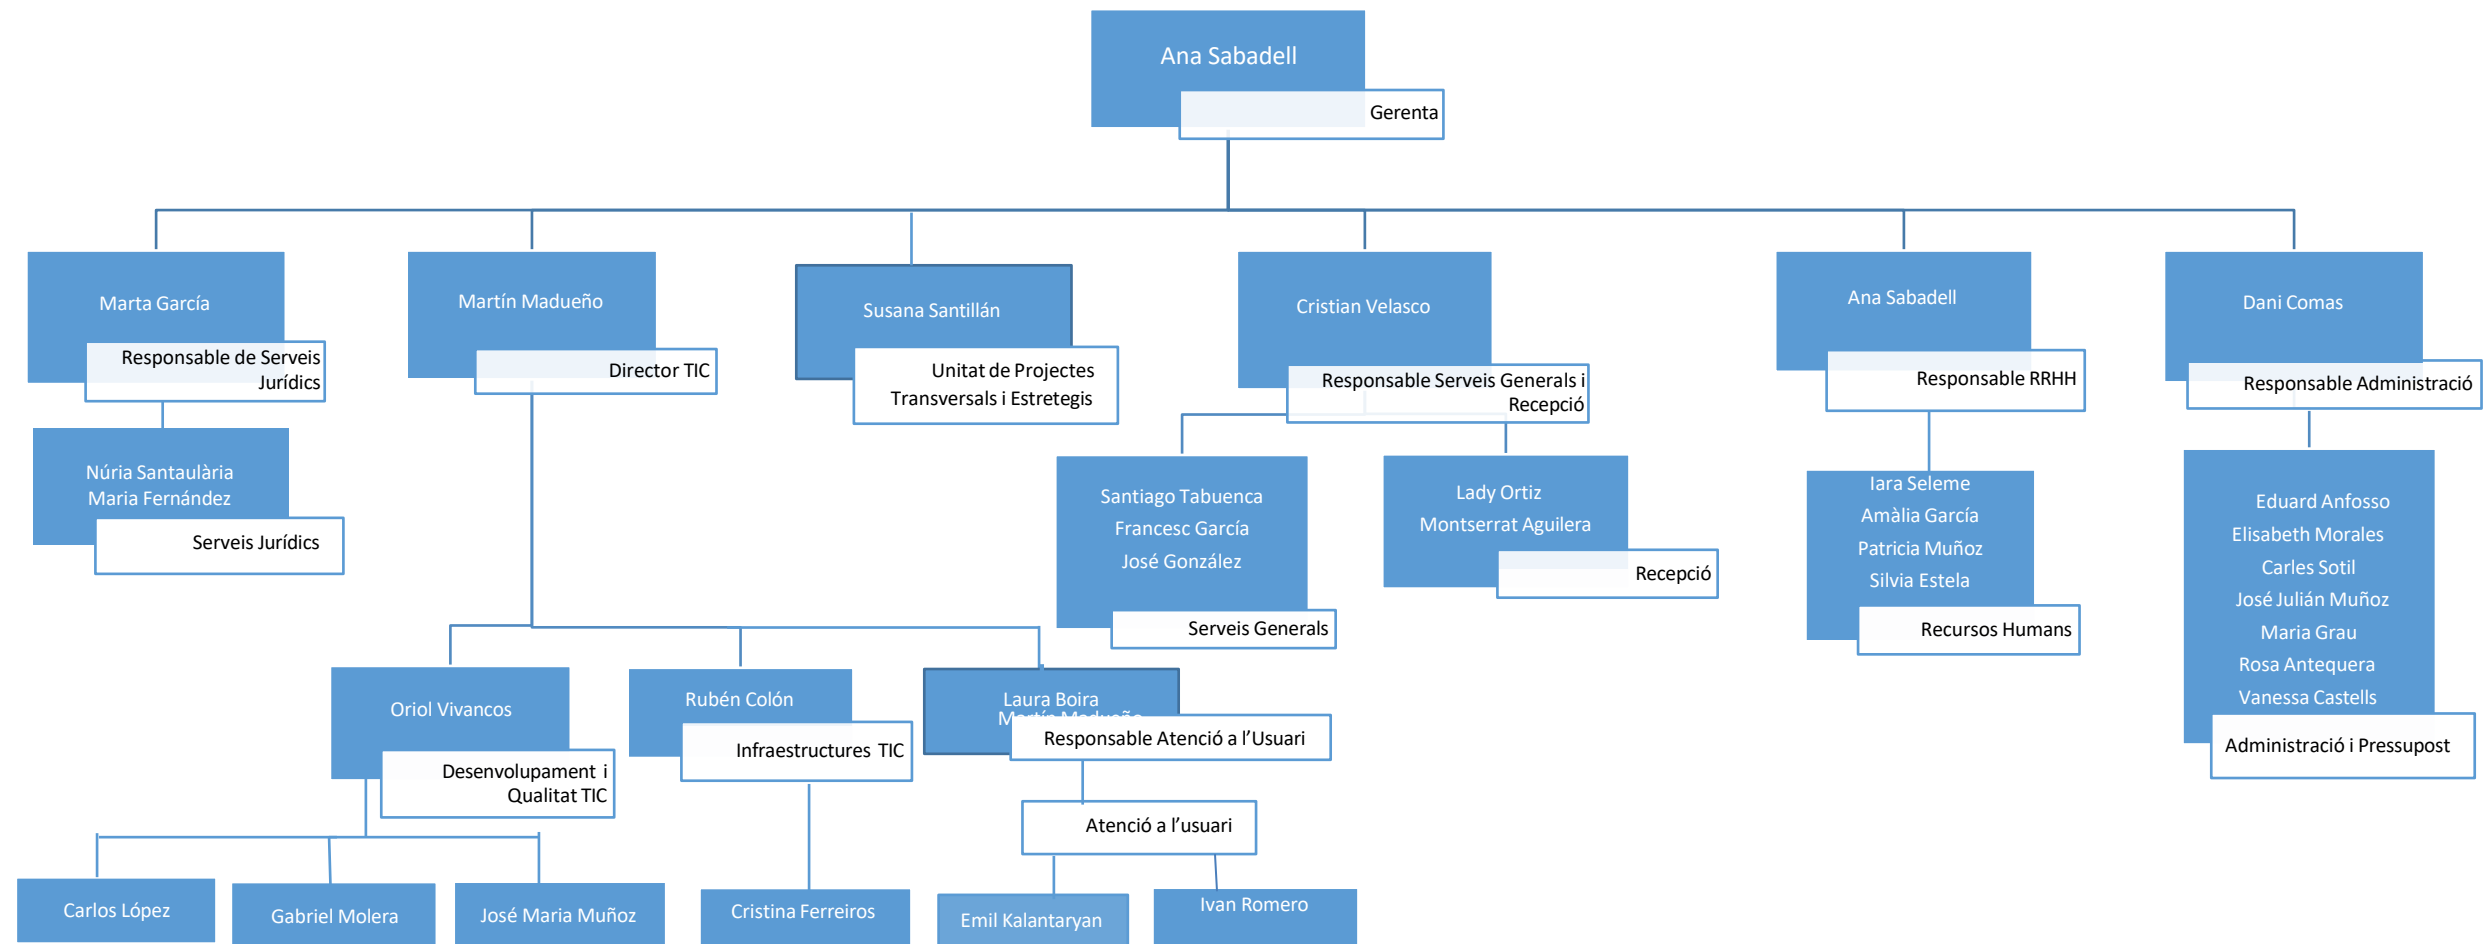 Ana Sabadell
Gerenta
Marta García
Responsable de Serveis
Jurídics
Martín Madueño
Director TIC
Susana Santillán
Unitat de Projectes
Transversals i Estretegis
Cristian Velasco
Responsable Serveis Generals i
Recepció
Ana Sabadell
Responsable RRHH
Dani Comas
Responsable Administració
Núria Santaulària
Maria Fernández
Serveis Jurídics
Santiago Tabuenca
Francesc García
José González
Serveis Generals
Lady Ortiz
Montserrat Aguilera
Recepció
Iara Seleme
Amàlia García
Patricia Muñoz
Silvia Estela
Recursos Humans
Eduard Anfosso
Elisabeth Morales
Carles Sotil
José Julián Muñoz
Maria Grau
Rosa Antequera
Vanessa Castells
Administració i Pressupost
Oriol Vivancos
Desenvolupament i
Qualitat TIC
Rubén Colón
Infraestructures TIC
Laura Boira
Martín Madueño
Responsable Atenció a l’Usuari
Atenció a l’usuari
Carlos López
Gabriel Molera
José Maria Muñoz
Cristina Ferreiros
Emil Kalantaryan
Ivan Romero